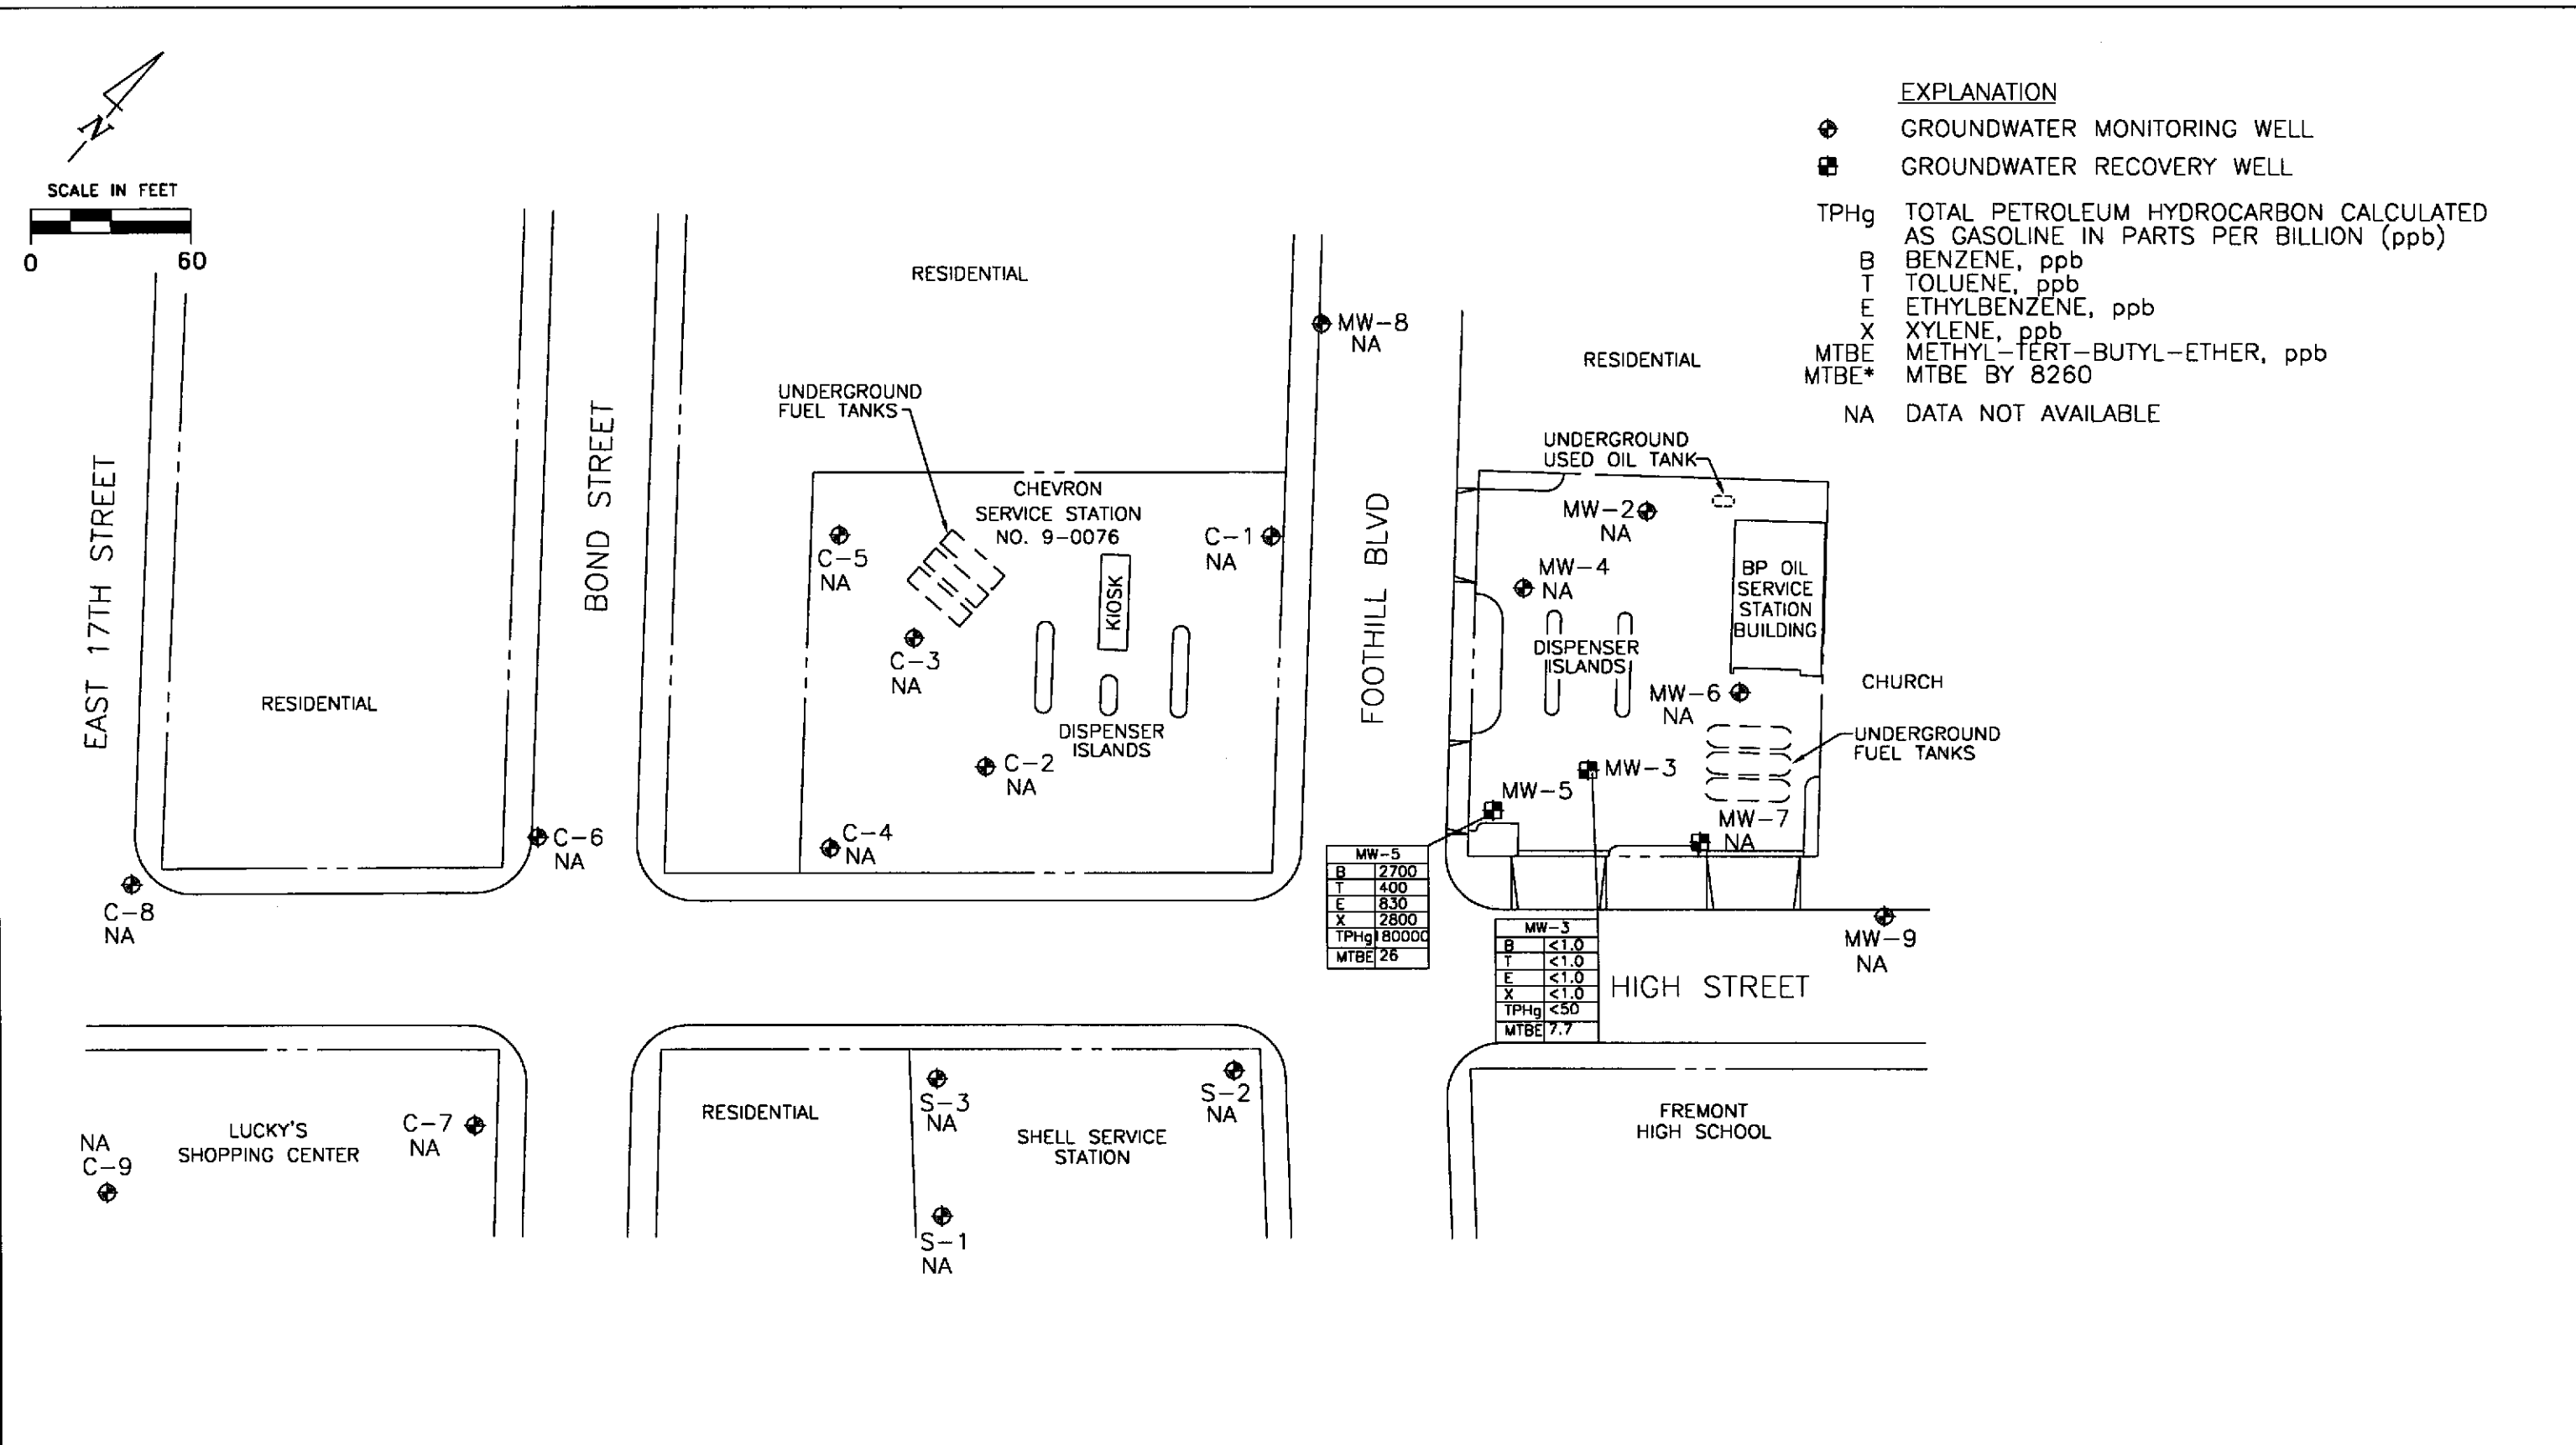 N
SCALE IN FEET
0 60
EXPLANATION
GROUNDWATER MONITORING WELL
GROUNDWATER RECOVERY WELL
TPHg TOTAL PETROLEUM HYDROCARBON CALCULATED
AS GASOLINE IN PARTS PER BILLION (ppb)
B BENZENE, ppb
T TOLUENE, ppb
E ETHYLBENZENE, ppb
X XYLENE, ppb
MTBE METHYL-TERT-BUTYL-ETHER, ppb
MTBE* MTBE BY 8260
NA DATA NOT AVAILABLE
EAST 17TH STREET
RESIDENTIAL
BOND STREET
RESIDENTIAL
UNDERGROUND
FUEL TANKS
CHEVRON
SERVICE STATION
NO. 9-0076
KIOSK
C-5
NA
C-3
NA
C-1
NA
DISPENSER
ISLANDS
C-2
NA
C-4
NA
C-6
NA
C-8
NA
MW-8
NA
FOOTHILL BLVD
RESIDENTIAL
UNDERGROUND
USED OIL TANK
MW-2
NA
MW-4
NA
BP OIL
SERVICE
STATION
BUILDING
DISPENSER
ISLANDS
MW-6
NA
CHURCH
UNDERGROUND
FUEL TANKS
MW-3
MW-5
MW-7
NA
MW-5
B 2700
T 400
E 830
X 2800
TPHg 180000
MTBE 26
MW-3
B <1.0
T <1.0
E <1.0
X <1.0
TPHg <50
MTBE 7.7
HIGH STREET
MW-9
NA
NA
C-9
LUCKY'S
SHOPPING CENTER
C-7
NA
RESIDENTIAL
S-3
NA
S-2
NA
SHELL SERVICE
STATION
S-1
NA
FREMONT
HIGH SCHOOL